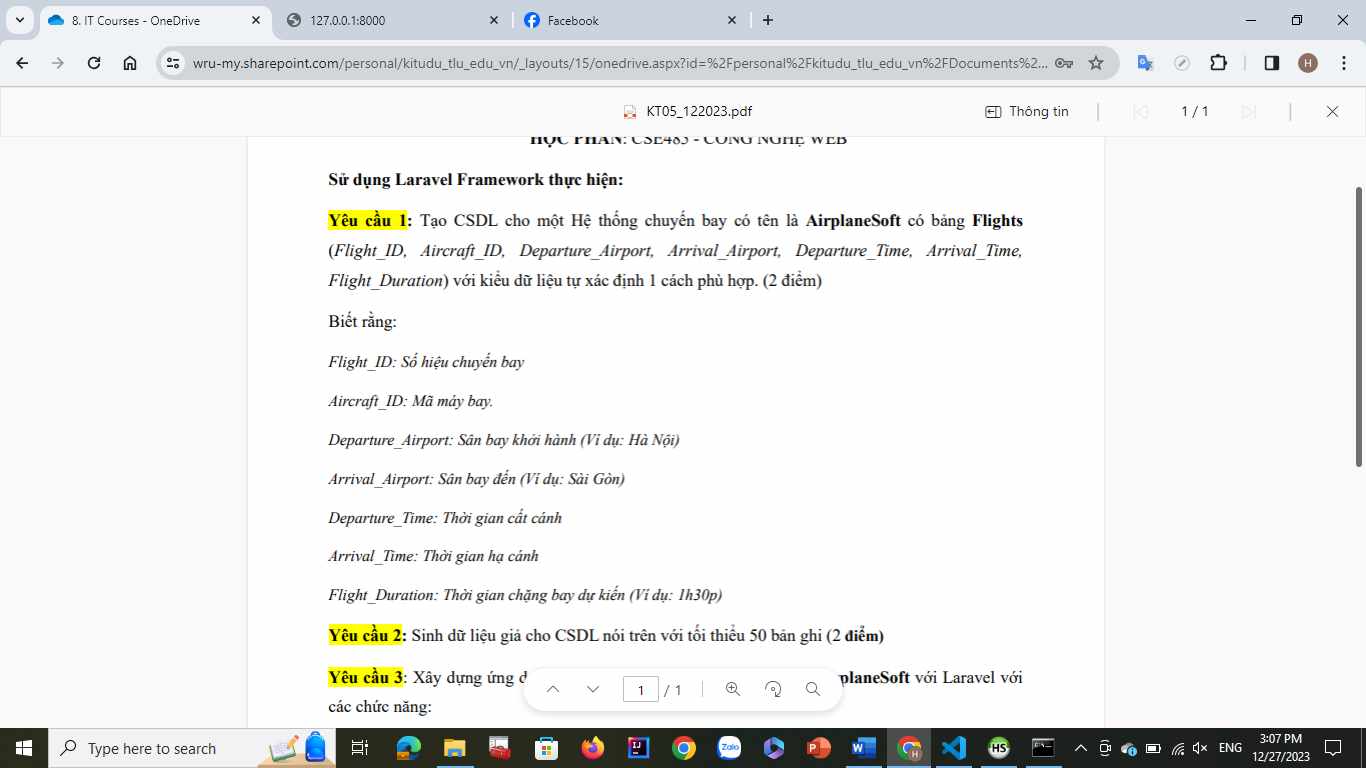 8. IT Courses - OneDrive
127.0.0.1:8000
Facebook
wru-my.sharepoint.com/personal/kitudu_tlu_edu_vn/_layouts/15/onedrive.aspx?id=%2Fpersonal%2Fkitudu_tlu_edu_vn%2FDocuments%2...
H
KT05_122023.pdf
Thông tin
1 / 1
HỌC PHẦN: CSE485 - CÔNG NGHỆ WEB
Sử dụng Laravel Framework thực hiện:
Yêu cầu 1: Tạo CSDL cho một Hệ thống chuyến bay có tên là AirplaneSoft có bảng Flights
(Flight_ID, Aircraft_ID, Departure_Airport, Arrival_Airport, Departure_Time, Arrival_Time,
Flight_Duration) với kiểu dữ liệu tự xác định 1 cách phù hợp. (2 điểm)
Biết rằng:
Flight_ID: Số hiệu chuyến bay
Aircraft_ID: Mã máy bay.
Departure_Airport: Sân bay khởi hành (Ví dụ: Hà Nội)
Arrival_Airport: Sân bay đến (Ví dụ: Sài Gòn)
Departure_Time: Thời gian cất cánh
Arrival_Time: Thời gian hạ cánh
Flight_Duration: Thời gian chặng bay dự kiến (Ví dụ: 1h30p)
Yêu cầu 2: Sinh dữ liệu giả cho CSDL nói trên với tối thiểu 50 bản ghi (2 điểm)
Yêu cầu 3: Xây dựng ứng d planeSoft với Laravel với
các chức năng:
1 / 1
Type here to search
Zalo
HS
ENG
3:07 PM
12/27/2023